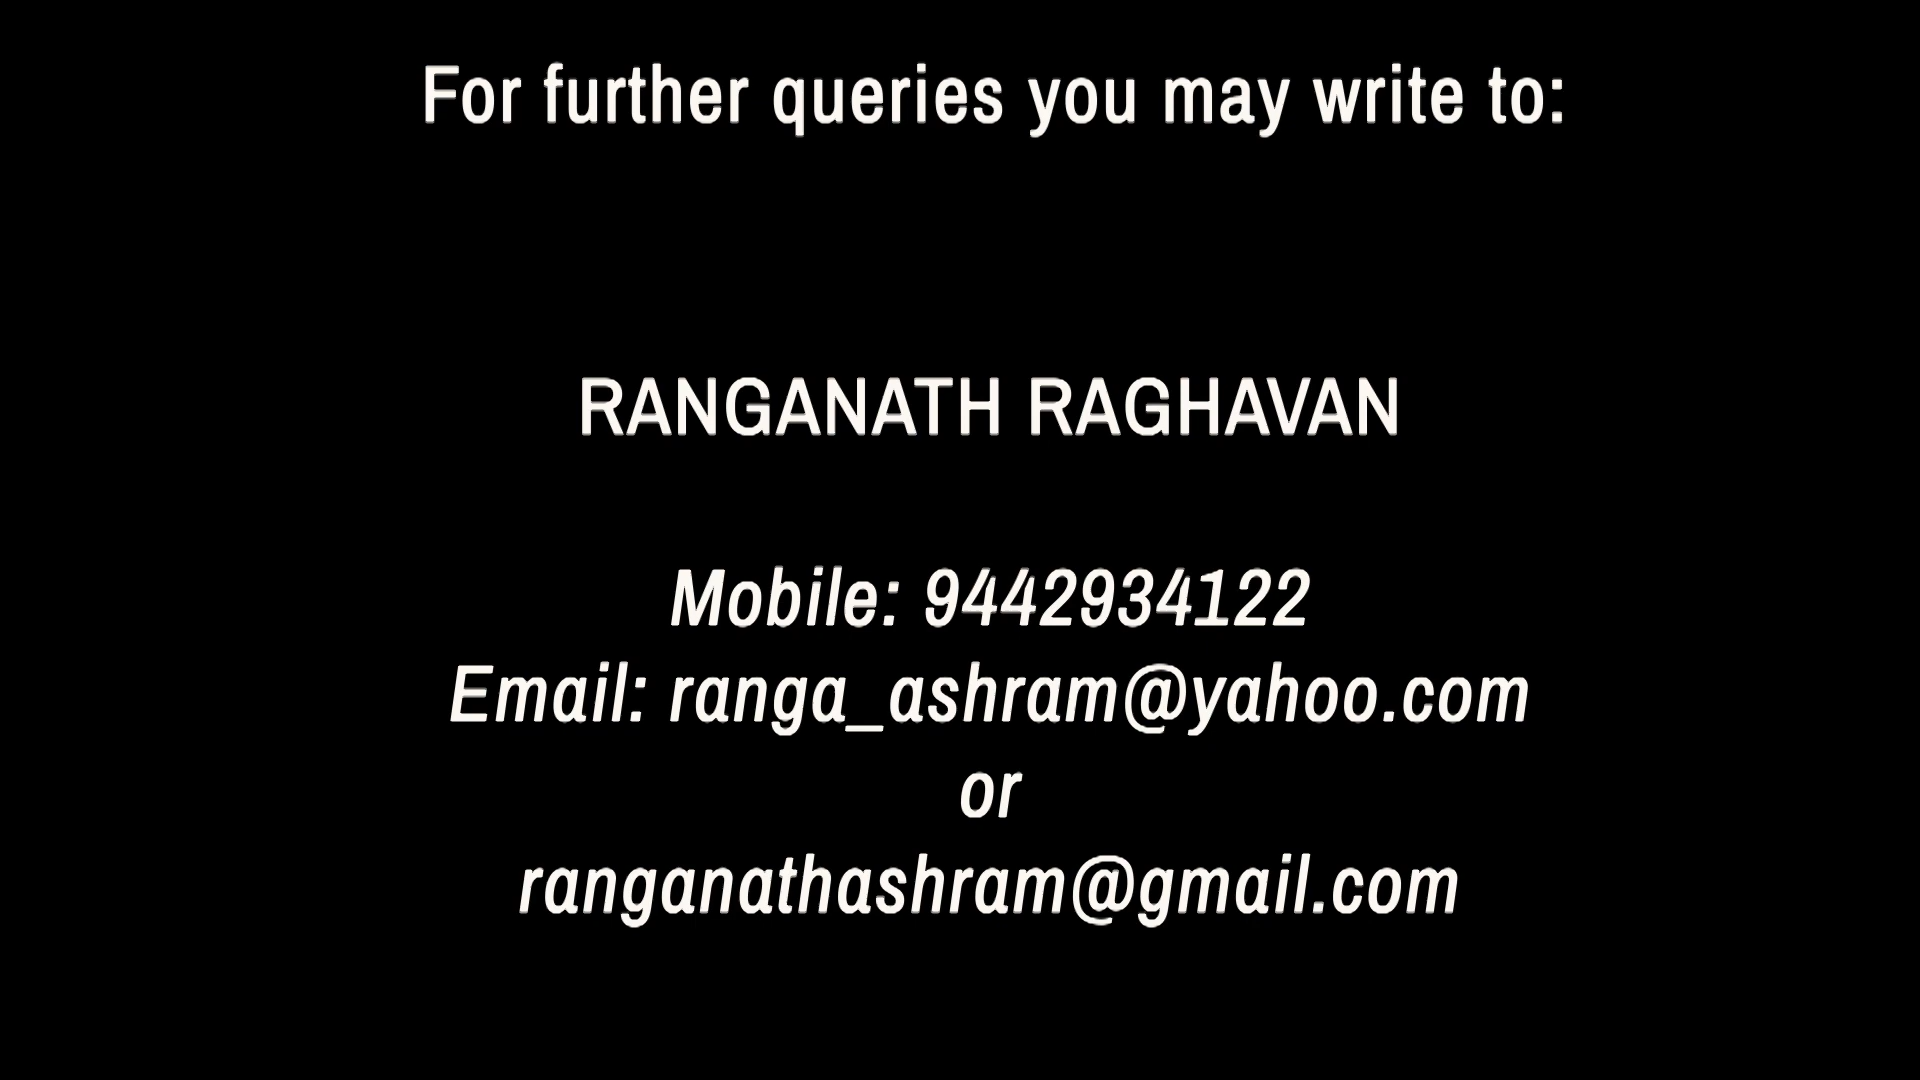 For further queries you may write to:
RANGANATH RAGHAVAN
Mobile: 9442934122
Email: ranga_ashram@yahoo.com
or
ranganathashram@gmail.com